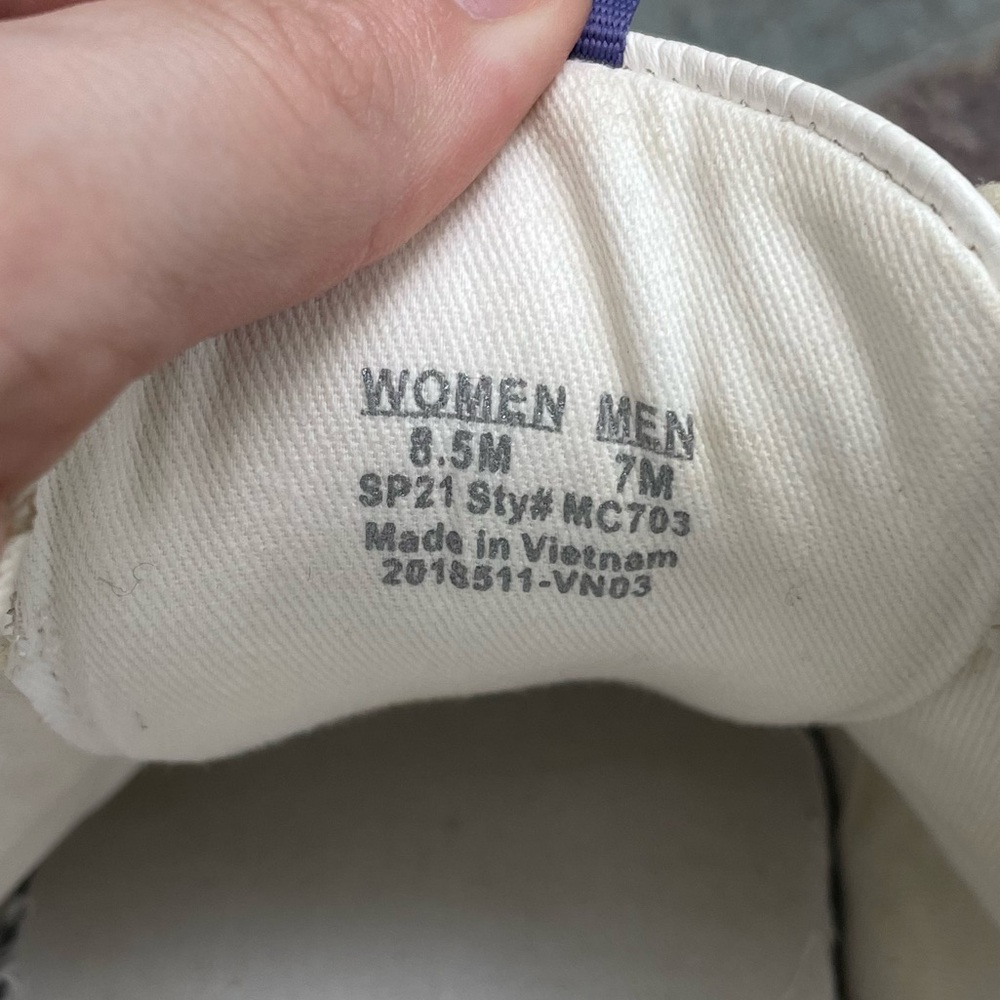 WOMEN MEN
8.5M 7M
SP21 Sty# MC703
Made in Vietnam
2018511-VN03